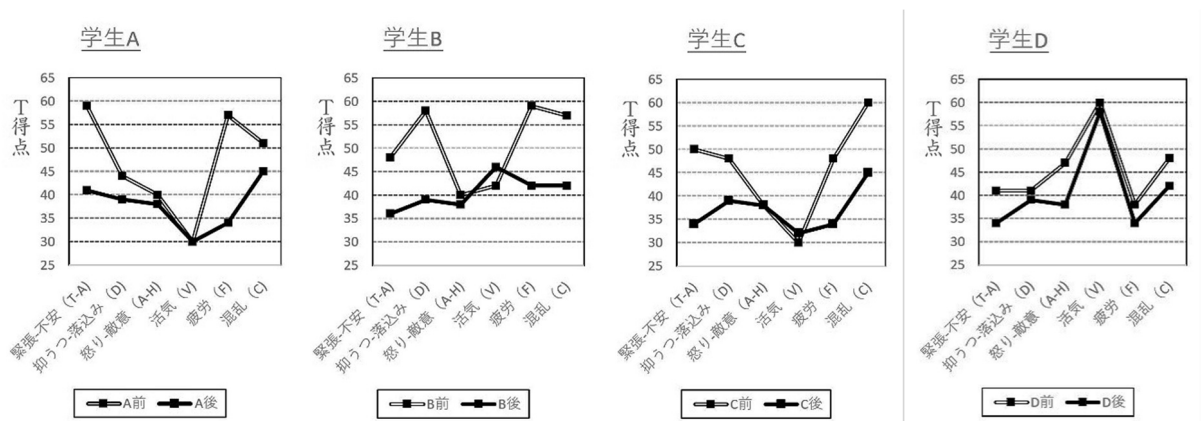 学生A
T得点
65
60
55
50
45
40
35
30
25
緊張-不安（T-A）
抑うつ-落込み（D）
怒り-敵意（A-H）
活気（V）
疲労（F）
混乱（C）
A前 A後
学生B
T得点
65
60
55
50
45
40
35
30
25
緊張-不安（T-A）
抑うつ-落込み（D）
怒り-敵意（A-H）
活気（V）
疲労（F）
混乱（C）
B前 B後
学生C
T得点
65
60
55
50
45
40
35
30
25
緊張-不安（T-A）
抑うつ-落込み（D）
怒り-敵意（A-H）
活気（V）
疲労（F）
混乱（C）
C前 C後
学生D
T得点
65
60
55
50
45
40
35
30
25
緊張-不安（T-A）
抑うつ-落込み（D）
怒り-敵意（A-H）
活気（V）
疲労（F）
混乱（C）
D前 D後